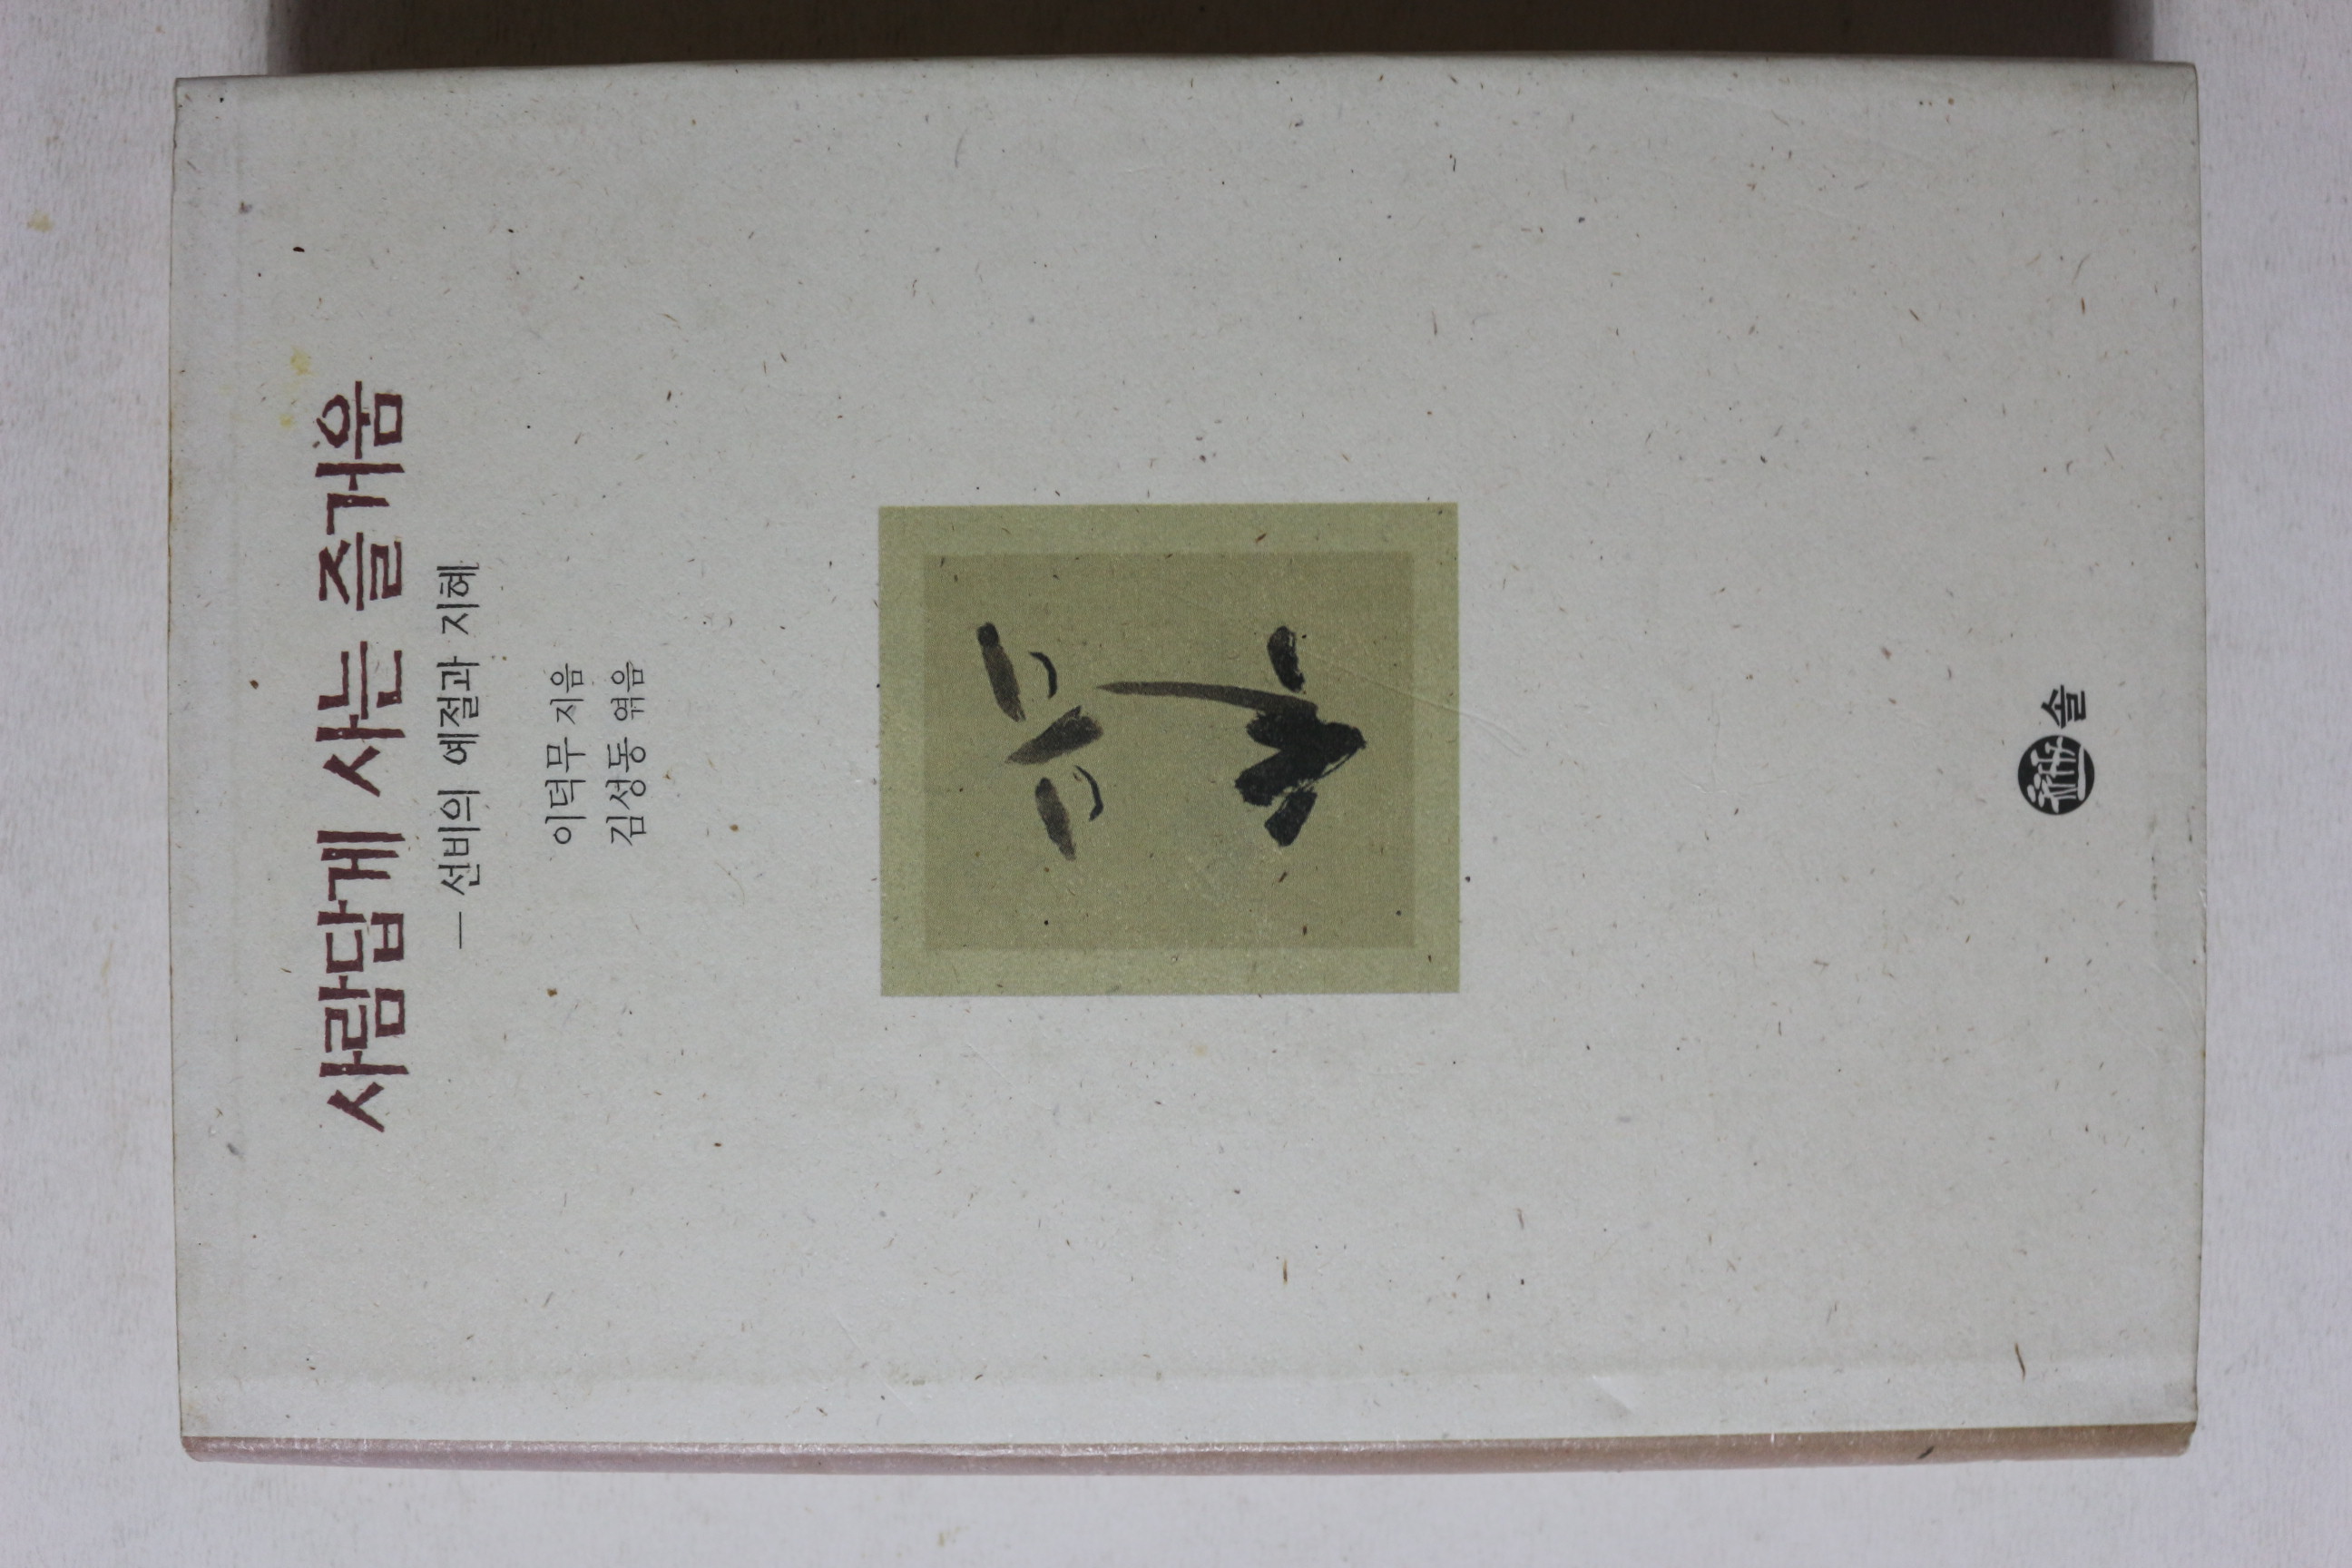 사람답게 사는 즐거움
— 선비의 예절과 지혜
이덕무 지음
김성동 엮음
솔